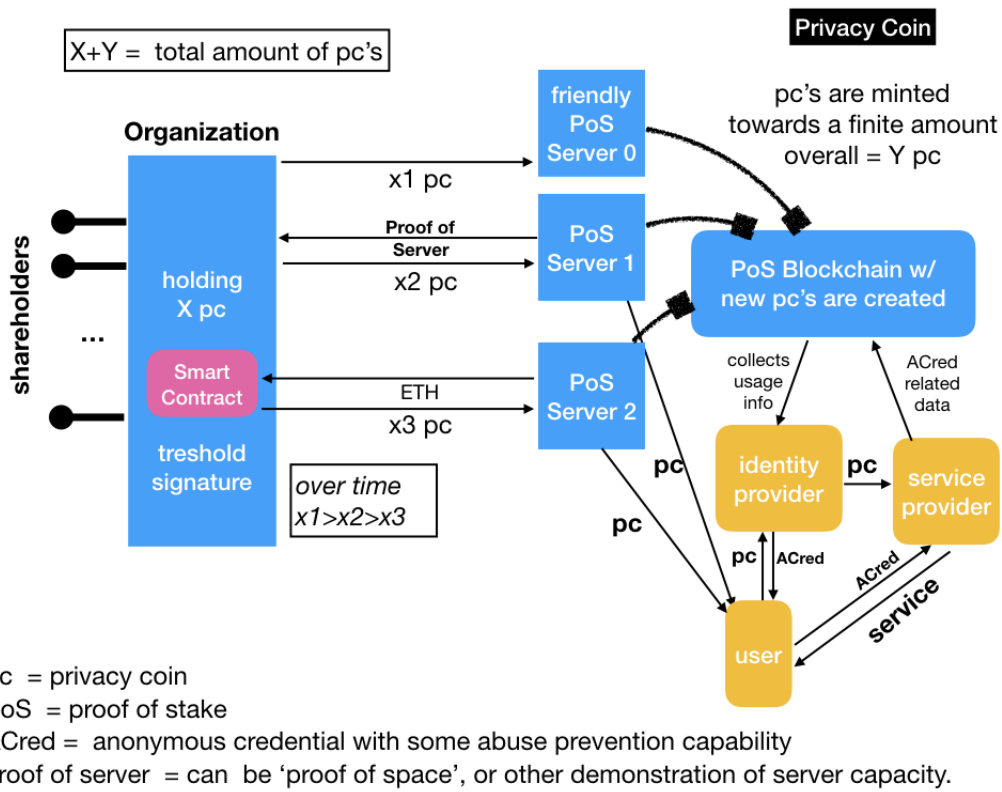 Privacy Coin
X+Y = total amount of pc's
pc's are minted
towards a finite amount
overall = Y pc
Organization
shareholders
...
holding
X pc
Smart
Contract
treshold
signature
friendly
PoS
Server 0
x1 pc
Proof of
Server
x2 pc
PoS
Server 1
ETH
x3 pc
PoS
Server 2
over time
x1>x2>x3
PoS Blockchain w/
new pc's are created
collects
usage
info
ACred
related
data
identity
provider
pc
service
provider
pc
pc
pc
ACred
ACred
service
user
c = privacy coin
oS = proof of stake
Cred = anonymous credential with some abuse prevention capability
roof of server = can be 'proof of space', or other demonstration of server capacity.